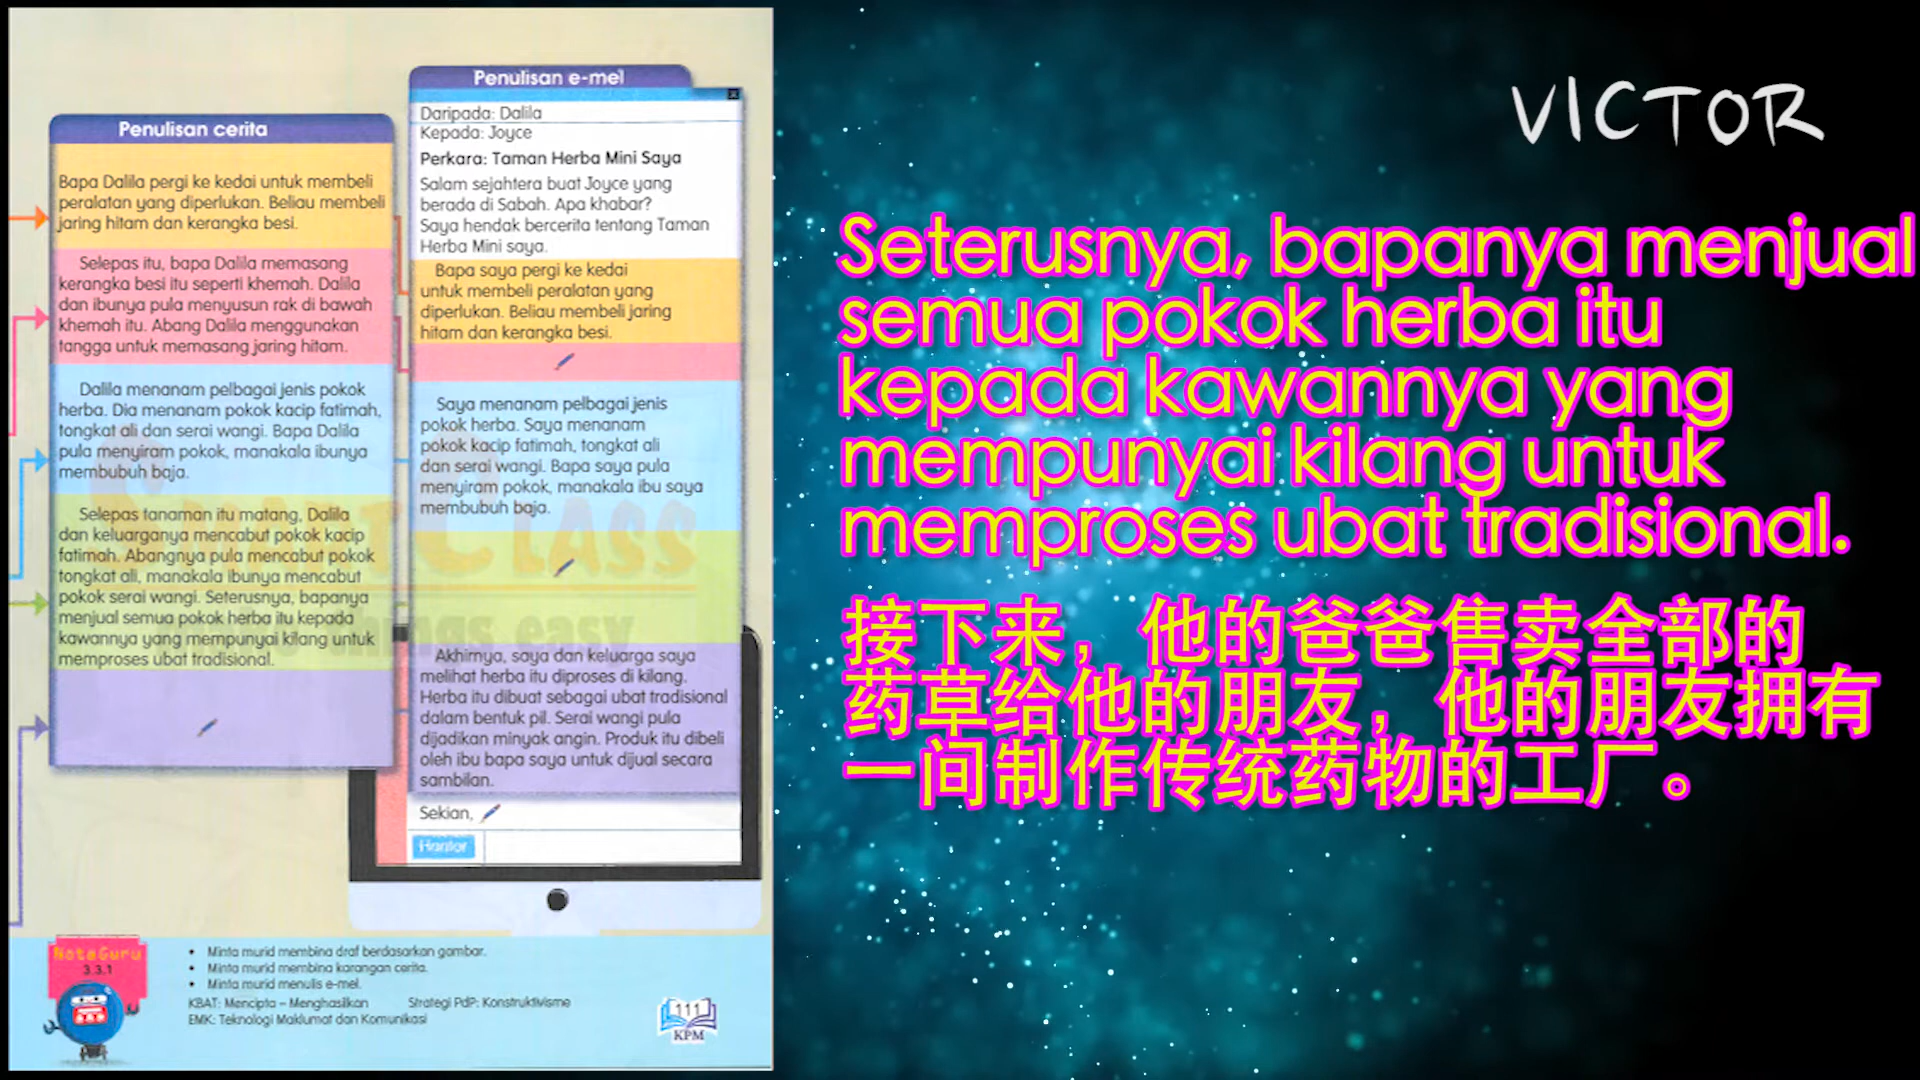 Penulisan cerita
Bapa Dalila pergi ke kedai untuk membeli
peralatan yang diperlukan. Beliau membeli
jaring hitam dan kerangka besi.
Selepas itu, bapa Dalila memasang
kerangka besi itu seperti khemah. Dalila
dan ibunya pula menyusun rak di bawah
khemah itu. Abang Dalila menggunakan
tangga untuk memasang jaring hitam.
Dalila menanam pelbagai jenis pokok
herba. Dia menanam pokok kacip fatimah,
tongkat ali dan serai wangi. Bapa Dalila
pula menyiram pokok, manakala ibunya
membubuh baja.
Selepas tanaman itu matang, Dalila
dan keluarganya mencabut pokok kacip
fatimah. Abangnya pula mencabut pokok
tongkat ali, manakala ibunya mencabut
pokok serai wangi. Seterusnya, bapanya
menjual semua pokok herba itu kepada
kawannya yang mempunyai kilang untuk
memproses ubat tradisional.
Penulisan e-mel
Daripada: Dalila
Kepada: Joyce
Perkara: Taman Herba Mini Saya
Salam sejahtera buat Joyce yang
berada di Sabah. Apa khabar?
Saya hendak bercerita tentang Taman
Herba Mini saya.
Bapa saya pergi ke kedai
untuk membeli peralatan yang
diperlukan. Beliau membeli jaring
hitam dan kerangka besi.
Saya menanam pelbagai jenis
pokok herba. Saya menanam
pokok kacip fatimah, tongkat ali
dan serai wangi. Bapa saya pula
menyiram pokok, manakala ibu saya
membubuh baja.
Akhirnya, saya dan keluarga saya
melihat herba itu diproses di kilang.
Herba itu dibuat sebagai ubat tradisional
dalam bentuk pil. Serai wangi pula
dijadikan minyak angin. Produk itu dibeli
oleh ibu bapa saya untuk dijual secara
sambilan.
Sekian,
Hantar
NotaGuru
3.3.1
• Minta murid membina draf berdasarkan gambar.
• Minta murid membina karangan cerita.
• Minta murid menulis e-mel.
KBAT: Mencipta – Menghasilkan Strategi PdP: Konstruktivisme
EMK: Teknologi Maklumat dan Komunikasi
111
KPM
VICTOR
Seterusnya, bapanya menjual
semua pokok herba itu
kepada kawannya yang
mempunyai kilang untuk
memproses ubat tradisional.
接下来，他的爸爸售卖全部的
药草给他的朋友，他的朋友拥有
一间制作传统药物的工厂。